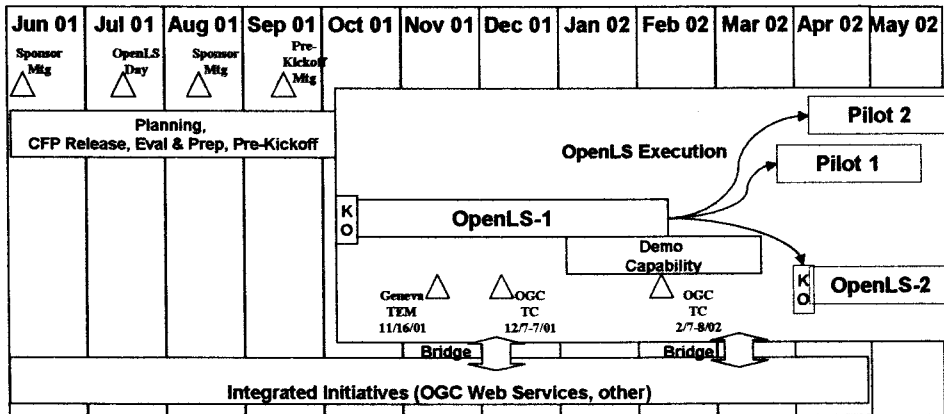 Jun 01 Jul 01 Aug 01 Sep 01 Oct 01 Nov 01 Dec 01 Jan 02 Feb 02 Mar 02 Apr 02 May 02
Sponsor
Mtg
OpenLS
Day
Sponsor
Mtg
Pre-
Kickoff
Mtg
Planning,
CFP Release, Eval & Prep, Pre-Kickoff
Pilot 2
OpenLS Execution
Pilot 1
K
O
OpenLS-1
Demo
Capability
K
O
OpenLS-2
Geneva
TEM
11/16/01
OGC
TC
12/7-7/01
OGC
TC
2/7-8/02
Bridge
Bridge
Integrated Initiatives (OGC Web Services, other)